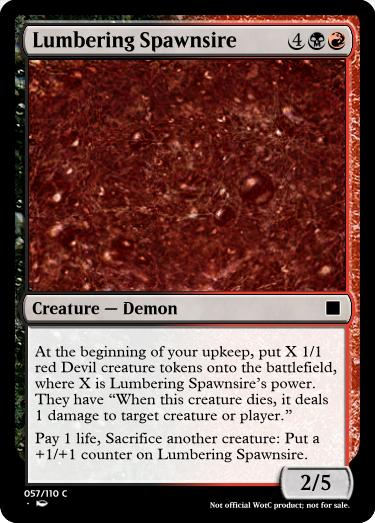 Lumbering Spawnsire 4
Creature — Demon
At the beginning of your upkeep, put X 1/1
red Devil creature tokens onto the battlefield,
where X is Lumbering Spawnsire's power.
They have “When this creature dies, it deals
1 damage to target creature or player.”
Pay 1 life, Sacrifice another creature: Put a
+1/+1 counter on Lumbering Spawnsire.
2/5
057/110 C
Not official WotC product; not for sale.